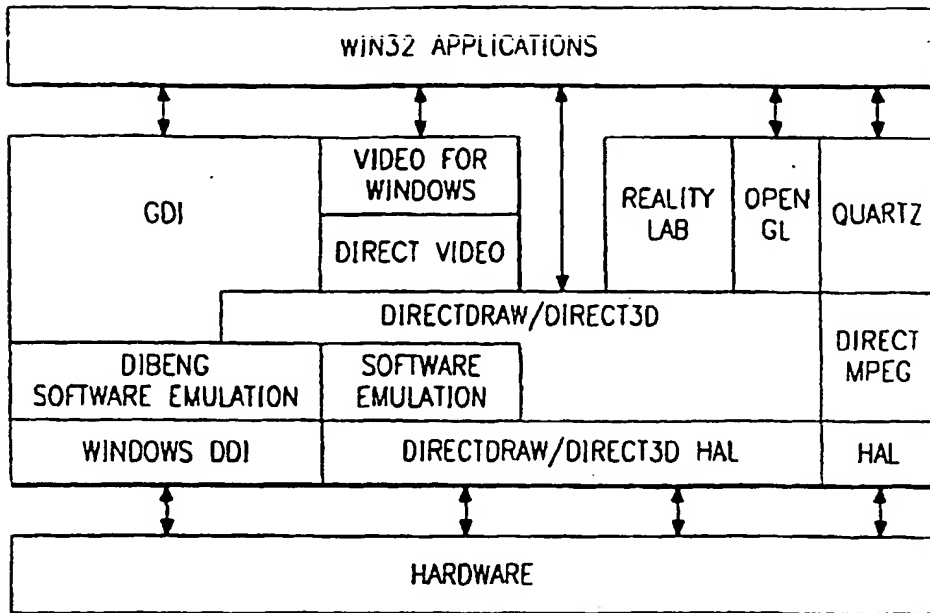 WIN32 APPLICATIONS
GDI
VIDEO FOR
WINDOWS
DIRECT VIDEO
REALITY
LAB
OPEN
GL
QUARTZ
DIRECTDRAW/DIRECT3D
DIBENG
SOFTWARE EMULATION
SOFTWARE
EMULATION
DIRECT
MPEG
WINDOWS DDI
DIRECTDRAW/DIRECT3D HAL
HAL
HARDWARE